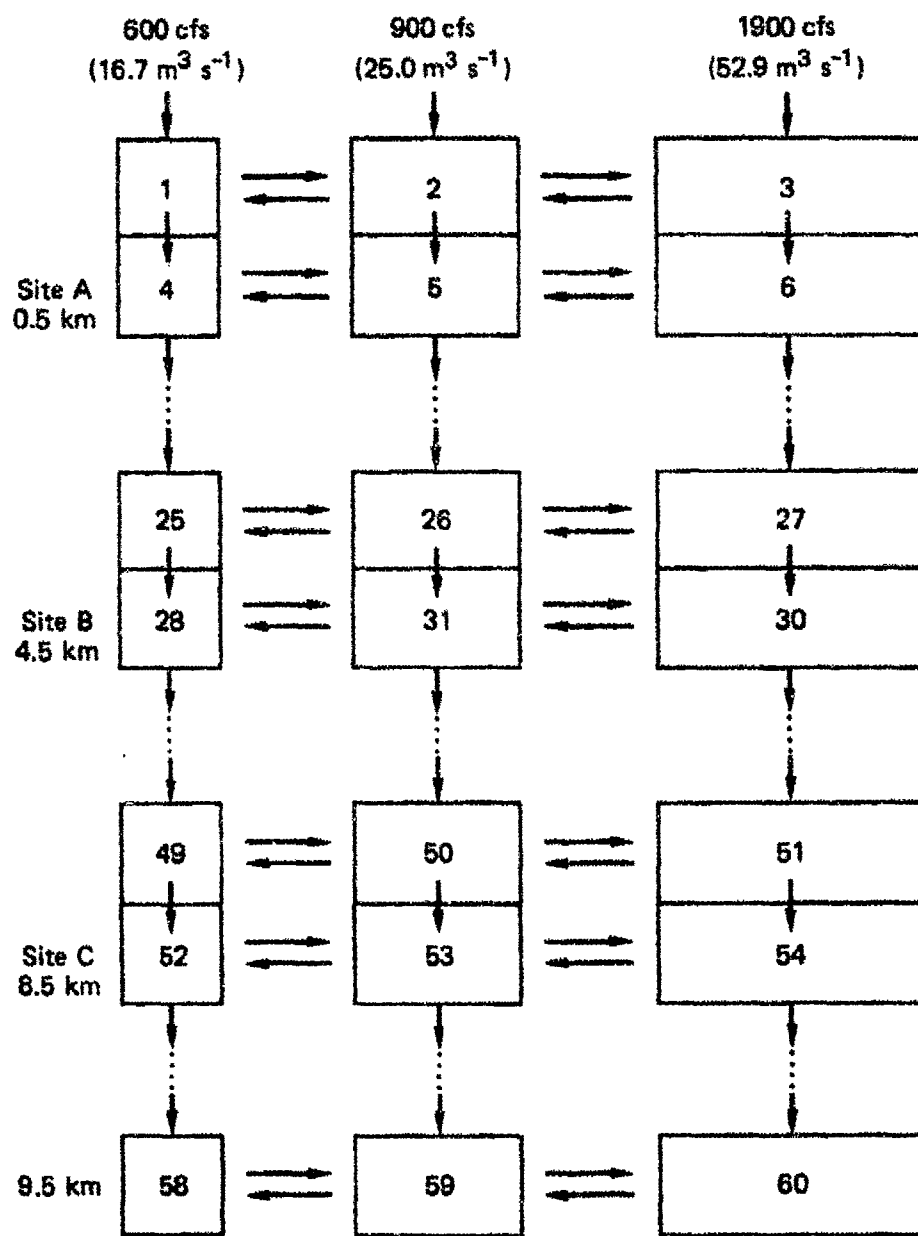 600 cfs 900 cfs 1900 cfs
(16.7 m³ s⁻¹) (25.0 m³ s⁻¹) (52.9 m³ s⁻¹)
1 2 3
4 5 6
Site A
0.5 km
25 26 27
28 31 30
Site B
4.5 km
49 50 51
52 53 54
Site C
8.5 km
9.5 km 58 59 60